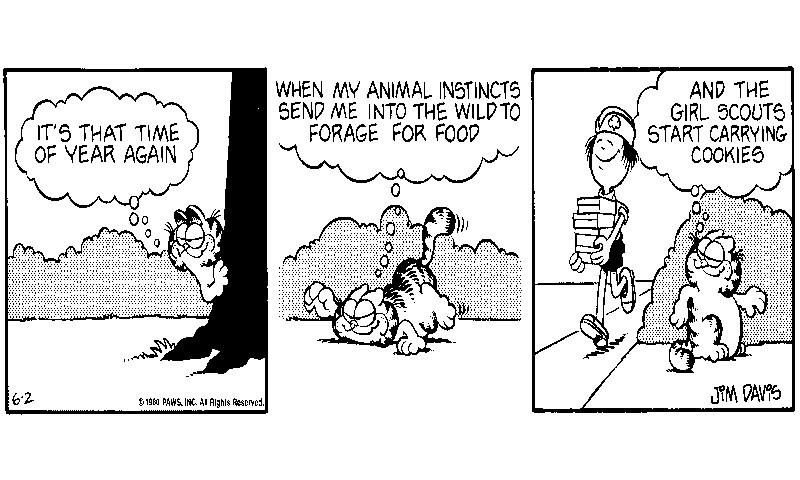 IT'S THAT TIME
OF YEAR AGAIN
6-2
© 1980 PAWS, INC. All Rights Reserved.
WHEN MY ANIMAL INSTINCTS
SEND ME INTO THE WILD TO
FORAGE FOR FOOD
AND THE
GIRL SCOUTS
START CARRYING
COOKIES
JIM DAVIS